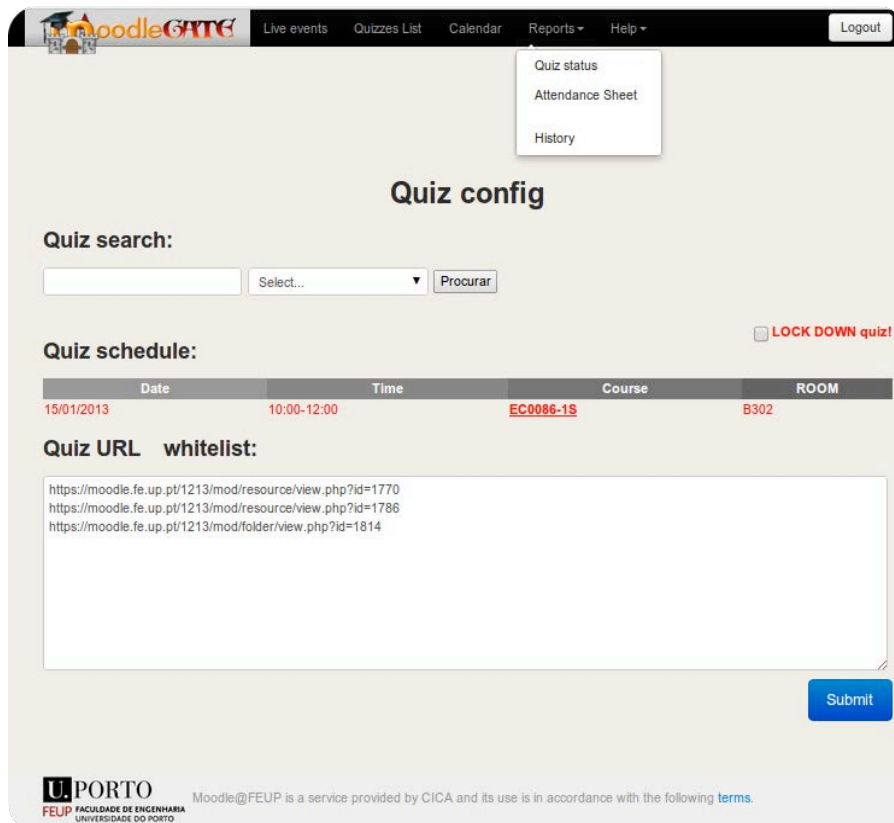 MoodleGATE Live events Quizzes List Calendar Reports Help Logout
Quiz status
Attendance Sheet
History
Quiz config
Quiz search:
Select... Procurar
LOCK DOWN quiz!
Quiz schedule:
Date Time Course ROOM
15/01/2013 10:00-12:00 EC0086-1S B302
Quiz URL whitelist:
https://moodle.fe.up.pt/1213/mod/resource/view.php?id=1770
https://moodle.fe.up.pt/1213/mod/resource/view.php?id=1786
https://moodle.fe.up.pt/1213/mod/folder/view.php?id=1814
Submit
U. PORTO
FEUP FACULDADE DE ENGENHARIA
UNIVERSIDADE DO PORTO
Moodle@FEUP is a service provided by CICA and its use is in accordance with the following terms.